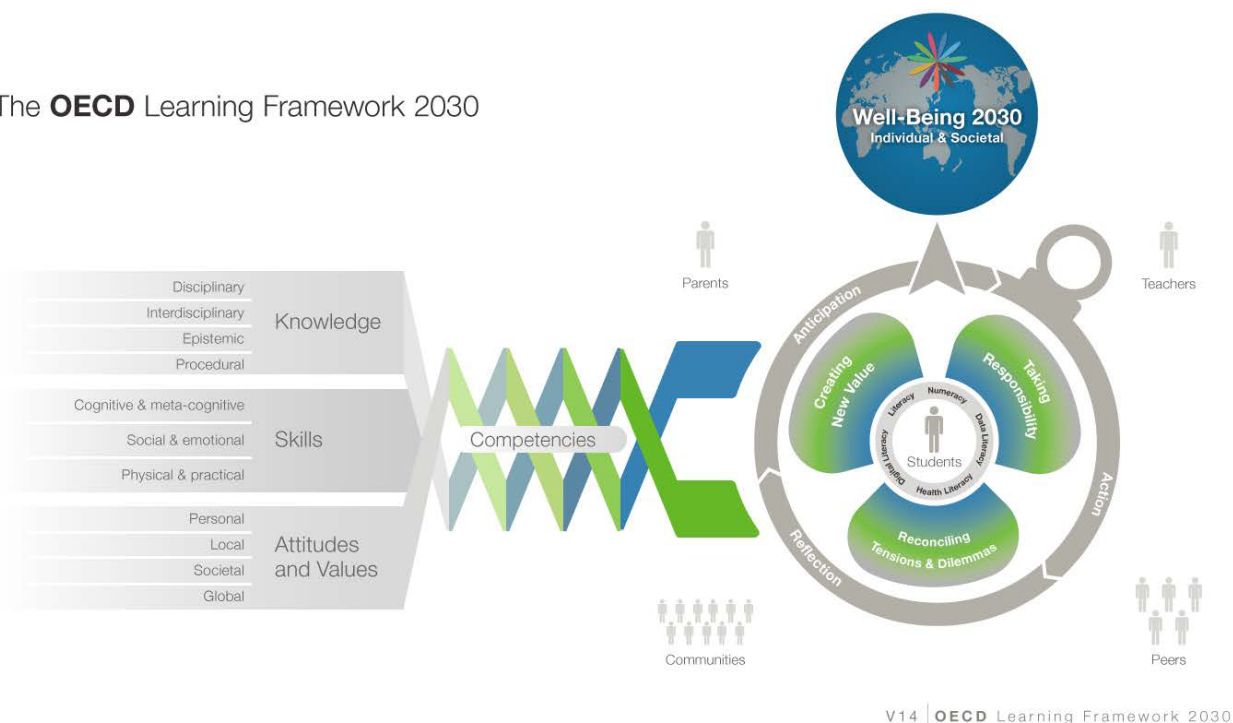 The OECD Learning Framework 2030
Well-Being 2030
Individual & Societal
Parents
Teachers
Disciplinary
Interdisciplinary
Epistemic
Procedural
Knowledge
Cognitive & meta-cognitive
Social & emotional
Physical & practical
Skills
Personal
Local
Societal
Global
Attitudes
and Values
Competencies
Anticipation
Action
Reflection
Creating
New Value
Taking
Responsibility
Reconciling
Tensions & Dilemmas
Literacy
Numeracy
Data Literacy
Health Literacy
Digital Literacy
Students
Communities
Peers
V14 OECD Learning Framework 2030